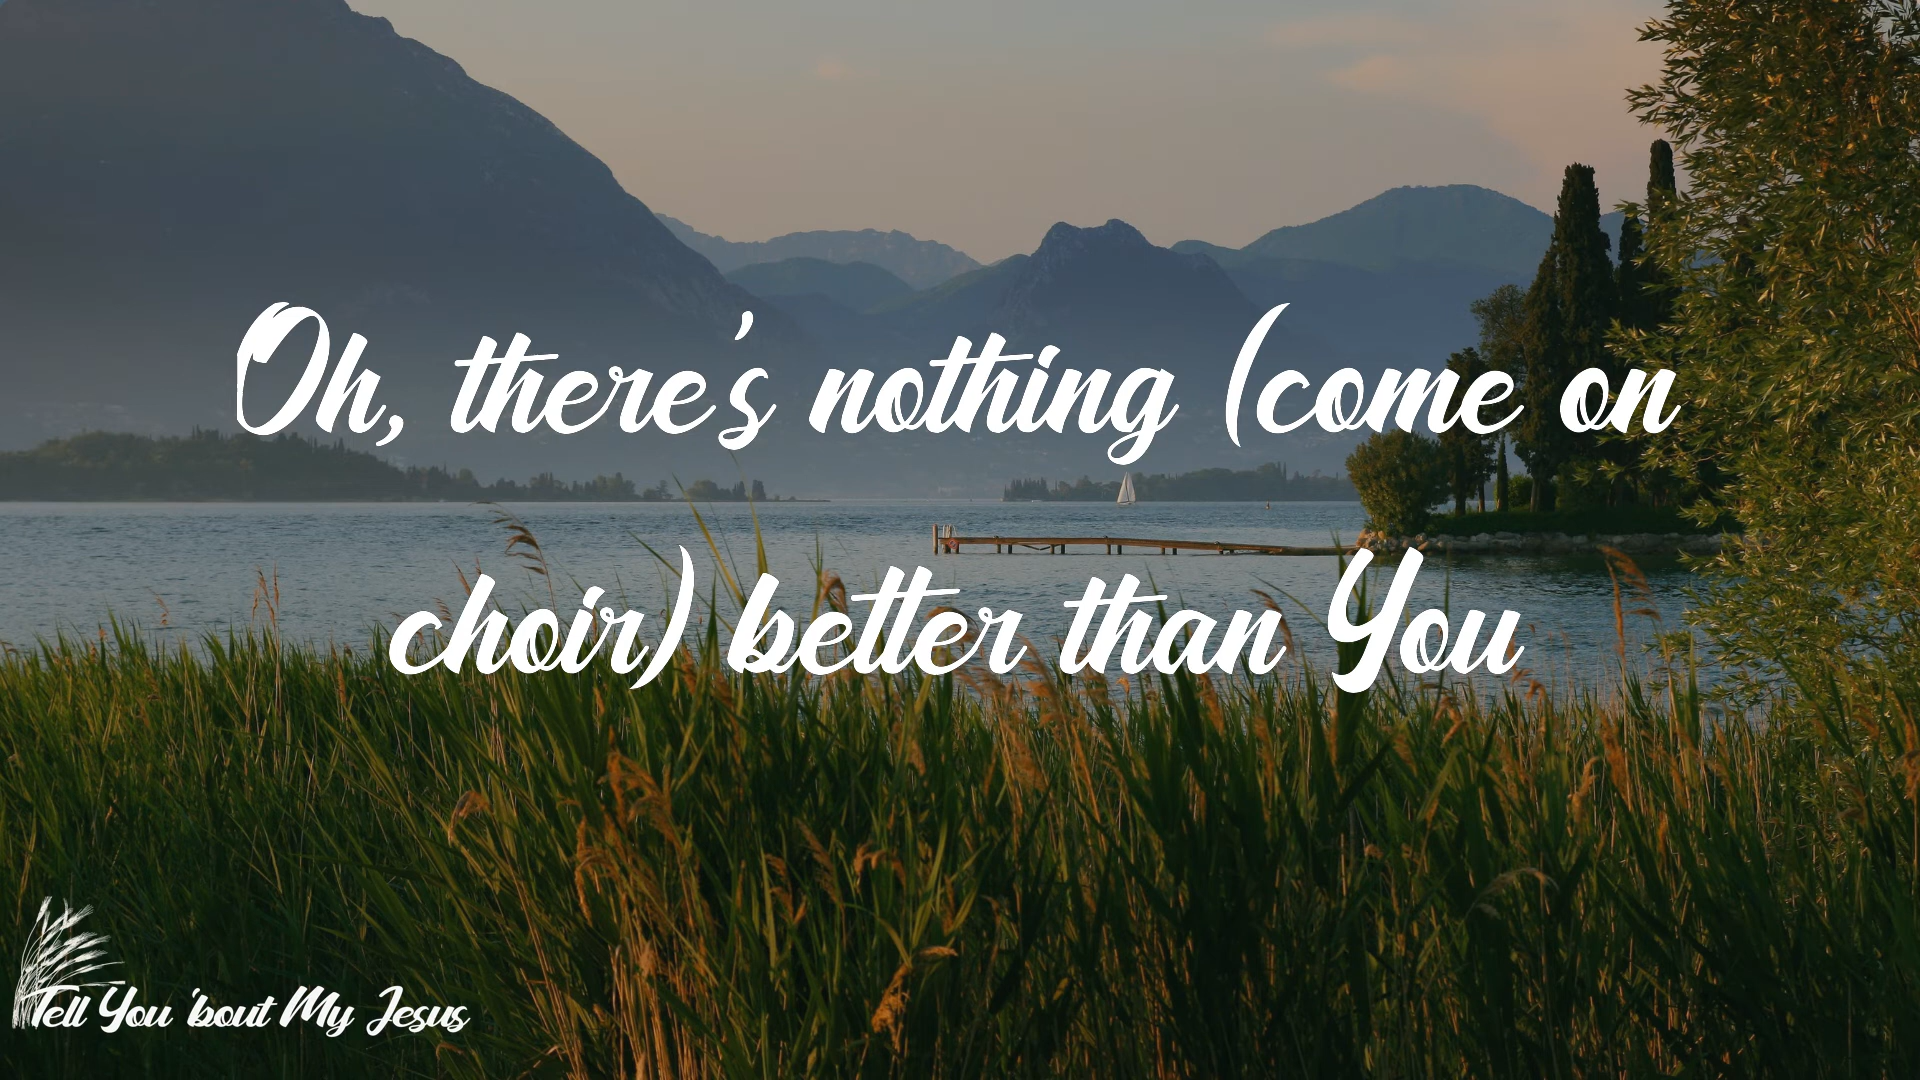 Oh, there's nothing (come on
choir) better than You
Tell You 'bout My Jesus